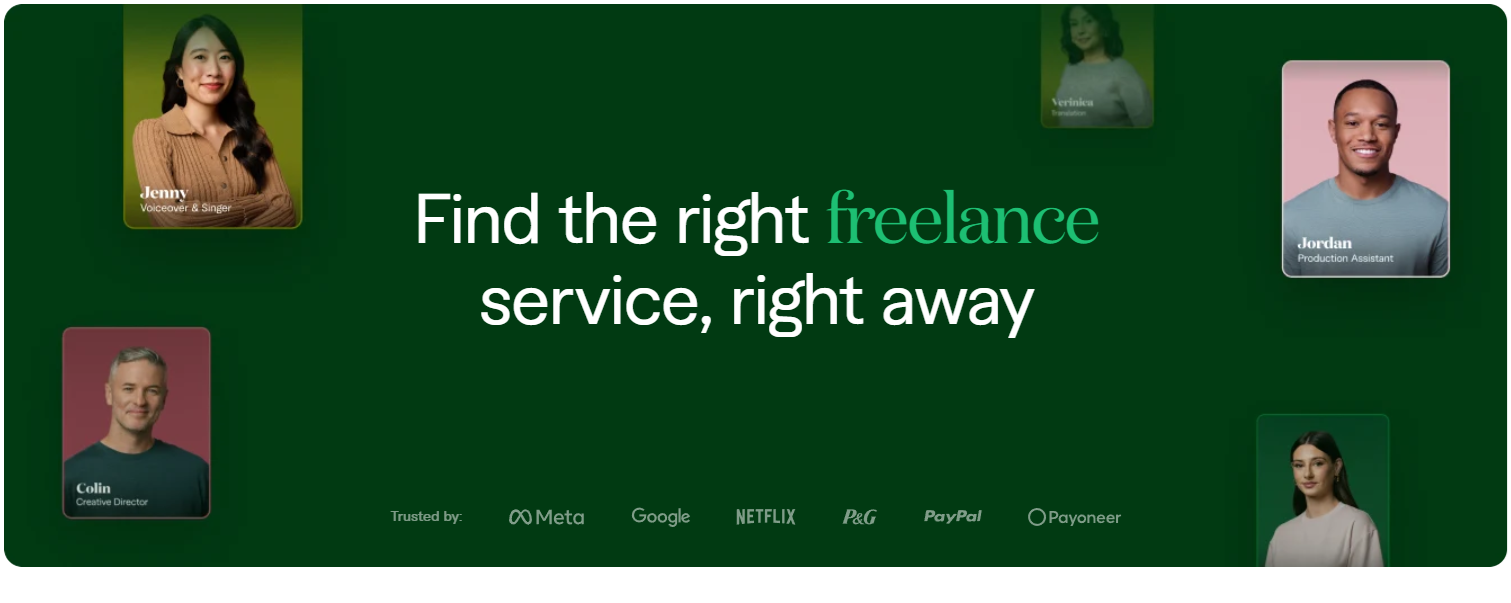 Verinica
Translation
Jenny
Voiceover & Singer
Find the right freelance
service, right away
Jordan
Production Assistant
Colin
Creative Director
Trusted by:
Meta
Google
NETFLIX
P&G
PayPal
Payoneer